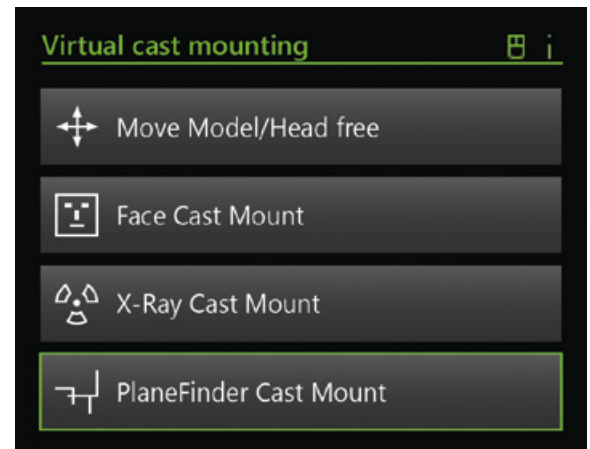 Virtual cast mounting i
Move Model/Head free
Face Cast Mount
X-Ray Cast Mount
PlaneFinder Cast Mount